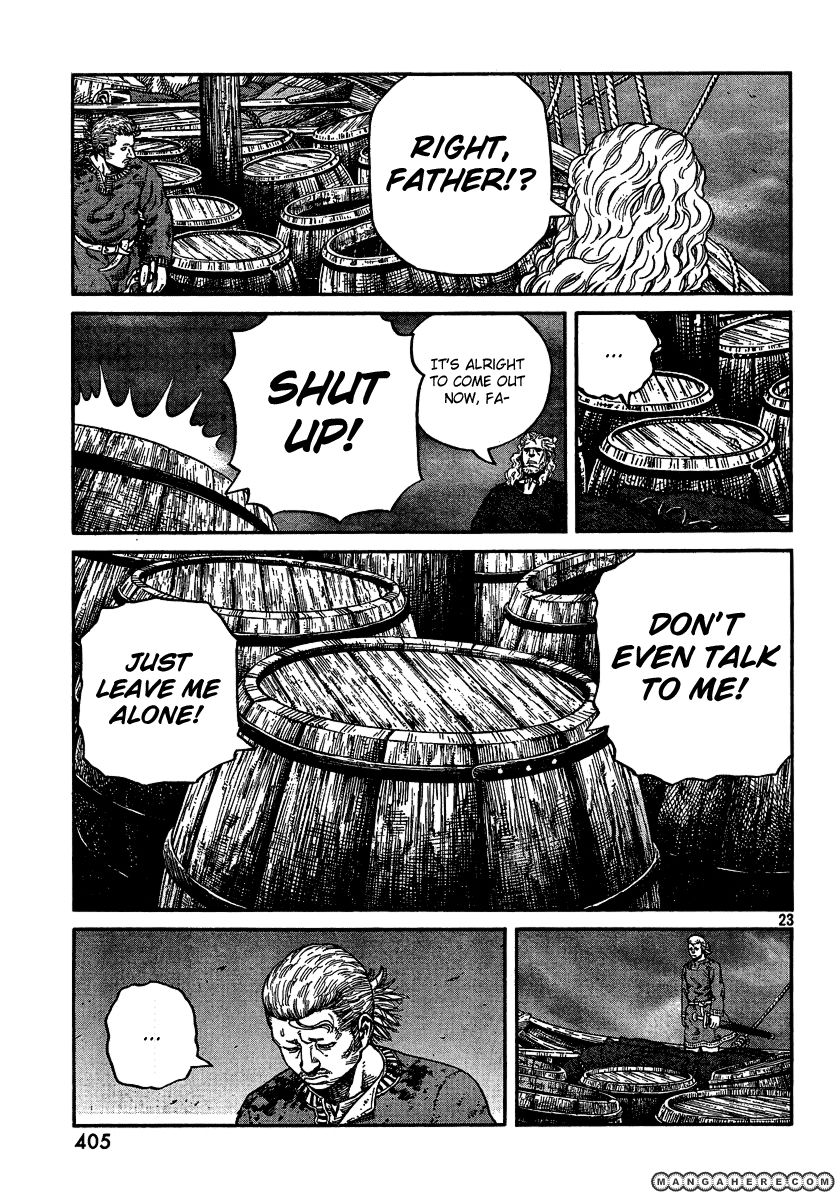 RIGHT,
FATHER!?
...
IT'S ALRIGHT
TO COME OUT
NOW, FA-
SHUT
UP!
DON'T
EVEN TALK
TO ME!
JUST
LEAVE ME
ALONE!
23
...
405
MANGAHERE.COM